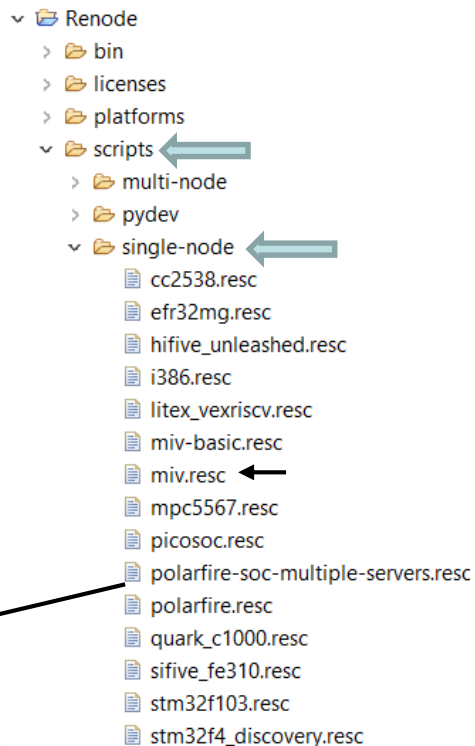 Renode
bin
licenses
platforms
scripts
multi-node
pydev
single-node
cc2538.resc
efr32mg.resc
hifive_unleashed.resc
i386.resc
litex_vexriscv.resc
miv-basic.resc
miv.resc
mpc5567.resc
picosoc.resc
polarfire-soc-multiple-servers.resc
polarfire.resc
quark_c1000.resc
sifive_fe310.resc
stm32f103.resc
stm32f4_discovery.resc